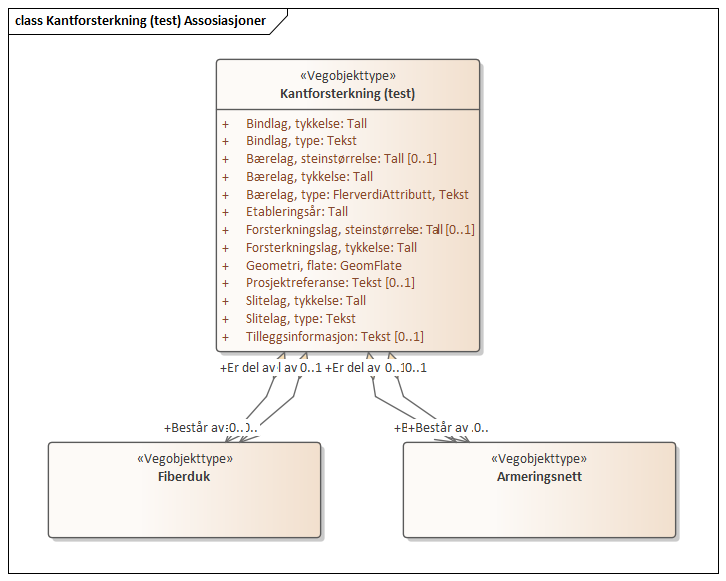 class Kantforsterkning (test) Assosiasjoner
«Vegobjekttype»
Kantforsterkning (test)
+ Bindlag, tykkelse: Tall
+ Bindlag, type: Tekst
+ Bærelag, steinstørrelse: Tall [0..1]
+ Bærelag, tykkelse: Tall
+ Bærelag, type: FlerverdiAttributt, Tekst
+ Etableringsår: Tall
+ Forsterkningslag, steinstørrelse: Tall [0..1]
+ Forsterkningslag, tykkelse: Tall
+ Geometri, flate: GeomFlate
+ Prosjektreferanse: Tekst [0..1]
+ Slitelag, tykkelse: Tall
+ Slitelag, type: Tekst
+ Tilleggsinformasjon: Tekst [0..1]
+Er del av av 0..1 +Er del av 0..1 0..1
+Består av 0.. 0.. +Består av 0..
«Vegobjekttype» «Vegobjekttype»
Fiberduk Armeringsnett